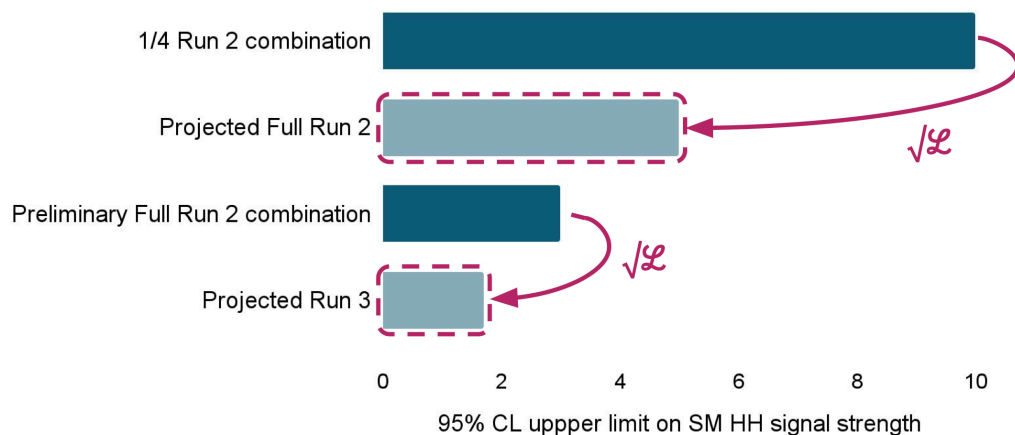 1/4 Run 2 combination
Projected Full Run 2
√ℒ
Preliminary Full Run 2 combination
√ℒ
Projected Run 3
0 2 4 6 8 10
95% CL uppper limit on SM HH signal strength